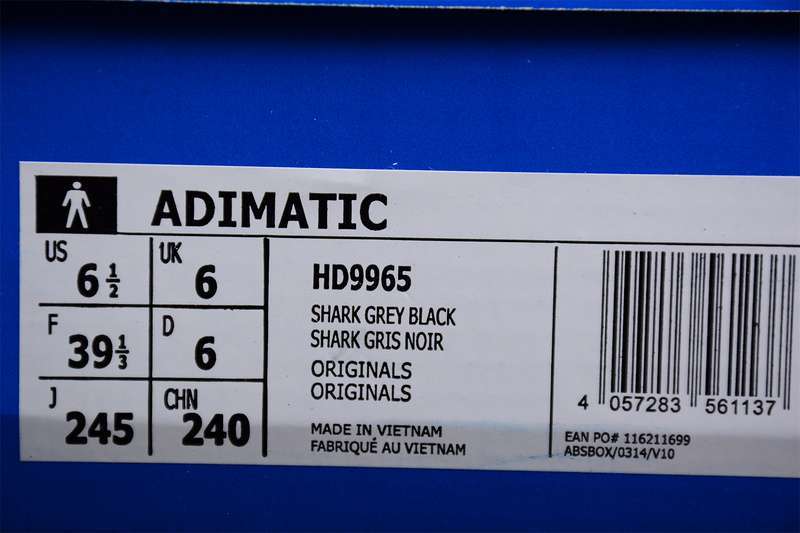 ADIMATIC
US 6 1/2 UK 6
F 39 1/3 D 6
J 245 CHN 240
HD9965
SHARK GREY BLACK
SHARK GRIS NOIR
ORIGINALS
ORIGINALS
MADE IN VIETNAM
FABRIQUÉ AU VIETNAM
4 057283 561137
EAN PO# 116211699
ABSBOX/0314/V10